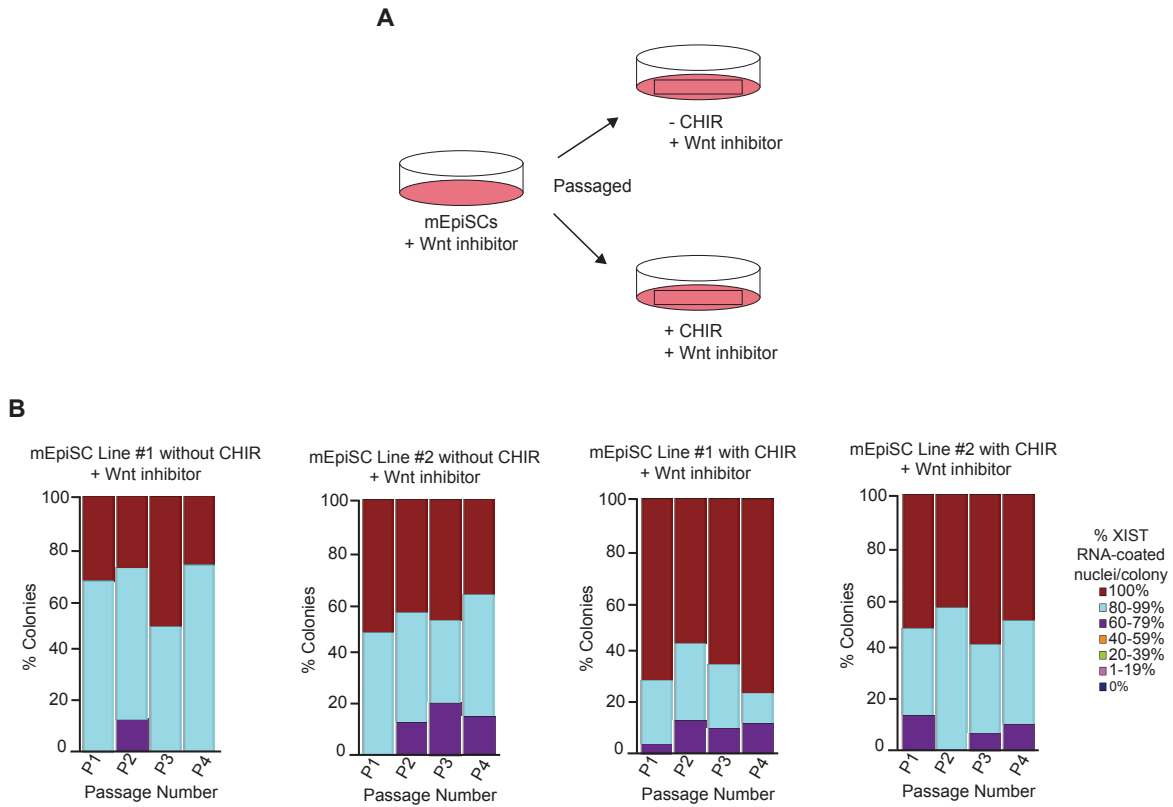 A
- CHIR
+ Wnt inhibitor
Passaged
mEpiSCs
+ Wnt inhibitor
+ CHIR
+ Wnt inhibitor
B
mEpiSC Line #1 without CHIR
+ Wnt inhibitor
% Colonies
100
80
60
40
20
0
P1
P2
P3
P4
Passage Number
mEpiSC Line #2 without CHIR
+ Wnt inhibitor
% Colonies
100
80
60
40
20
0
P1
P2
P3
P4
Passage Number
mEpiSC Line #1 with CHIR
+ Wnt inhibitor
% Colonies
100
80
60
40
20
0
P1
P2
P3
P4
Passage Number
mEpiSC Line #2 with CHIR
+ Wnt inhibitor
% Colonies
100
80
60
40
20
0
P1
P2
P3
P4
Passage Number
% XIST
RNA-coated
nuclei/colony
100%
80-99%
60-79%
40-59%
20-39%
1-19%
0%